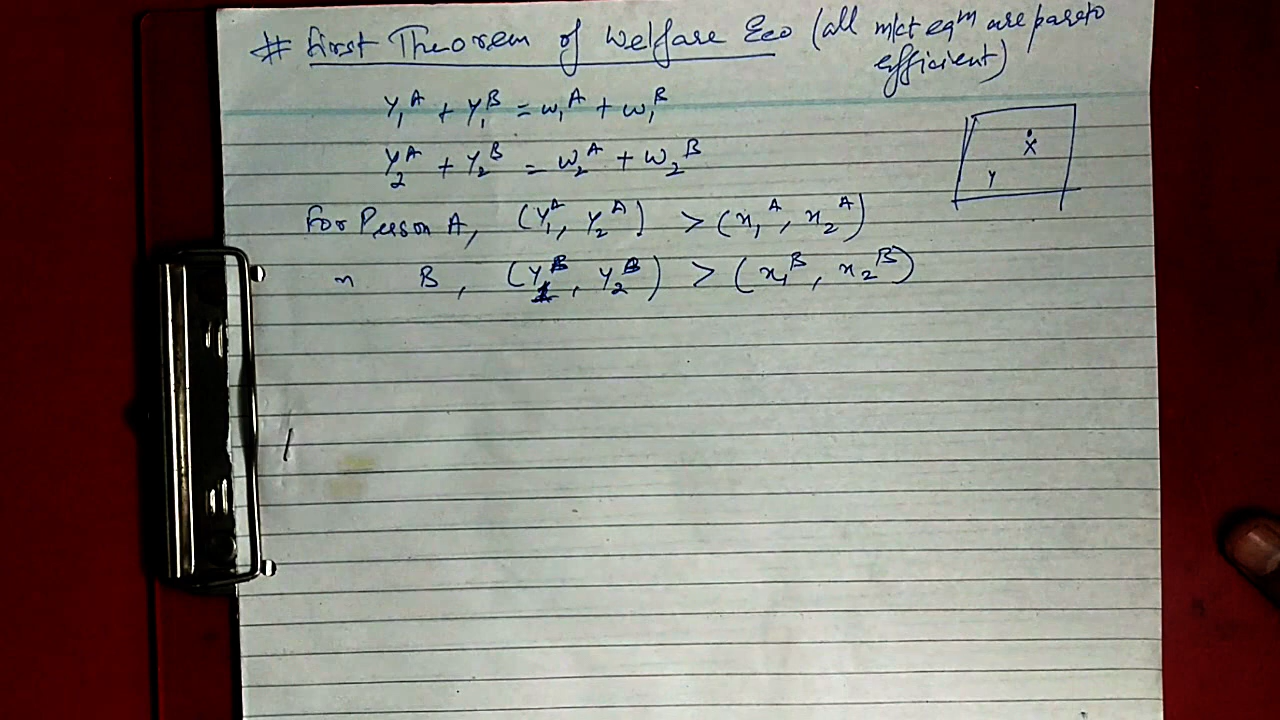 # First Theorem of Welfare Eco (all mkt eqm are pareto
efficient)
Y₁ᴬ + Y₁ᴮ = w₁ᴬ + w₁ᴮ
Y₂ᴬ + Y₂ᴮ = w₂ᴬ + w₂ᴮ
X
Y
For Person A, (Y₁ᴬ, Y₂ᴬ) > (x₁ᴬ, x₂ᴬ)
" B, (Y₁ᴮ, Y₂ᴮ) > (x₁ᴮ, x₂ᴮ)